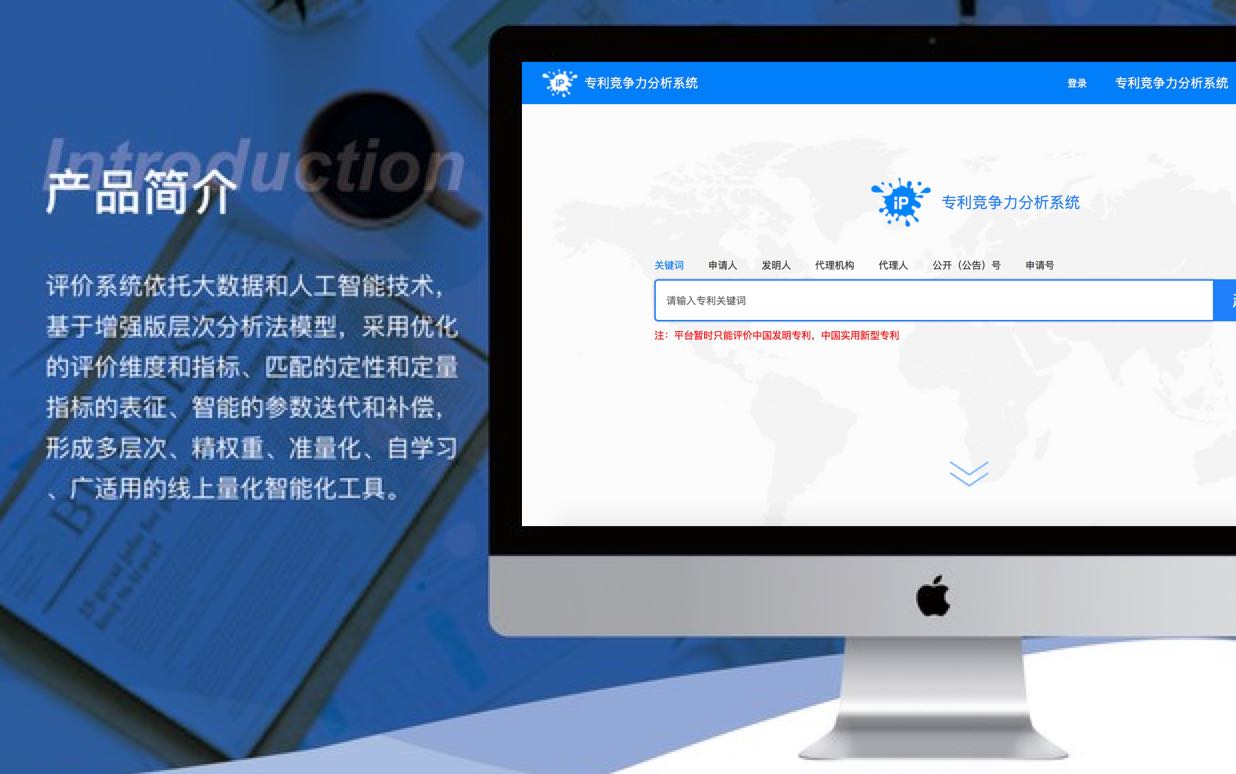 Introduction
产品简介
评价系统依托大数据和人工智能技术，
基于增强版层次分析法模型，采用优化
的评价维度和指标、匹配的定性和定量
指标的表征、智能的参数迭代和补偿，
形成多层次、精权重、准量化、自学习
、广适用的线上量化智能化工具。
iP 专利竞争力分析系统
登录 专利竞争力分析系统
iP 专利竞争力分析系统
关键词 申请人 发明人 代理机构 代理人 公开（公告）号 申请号
请输入专利关键词
注：平台暂时只能评价中国发明专利，中国实用新型专利
BUSINESS
25 great jobs for